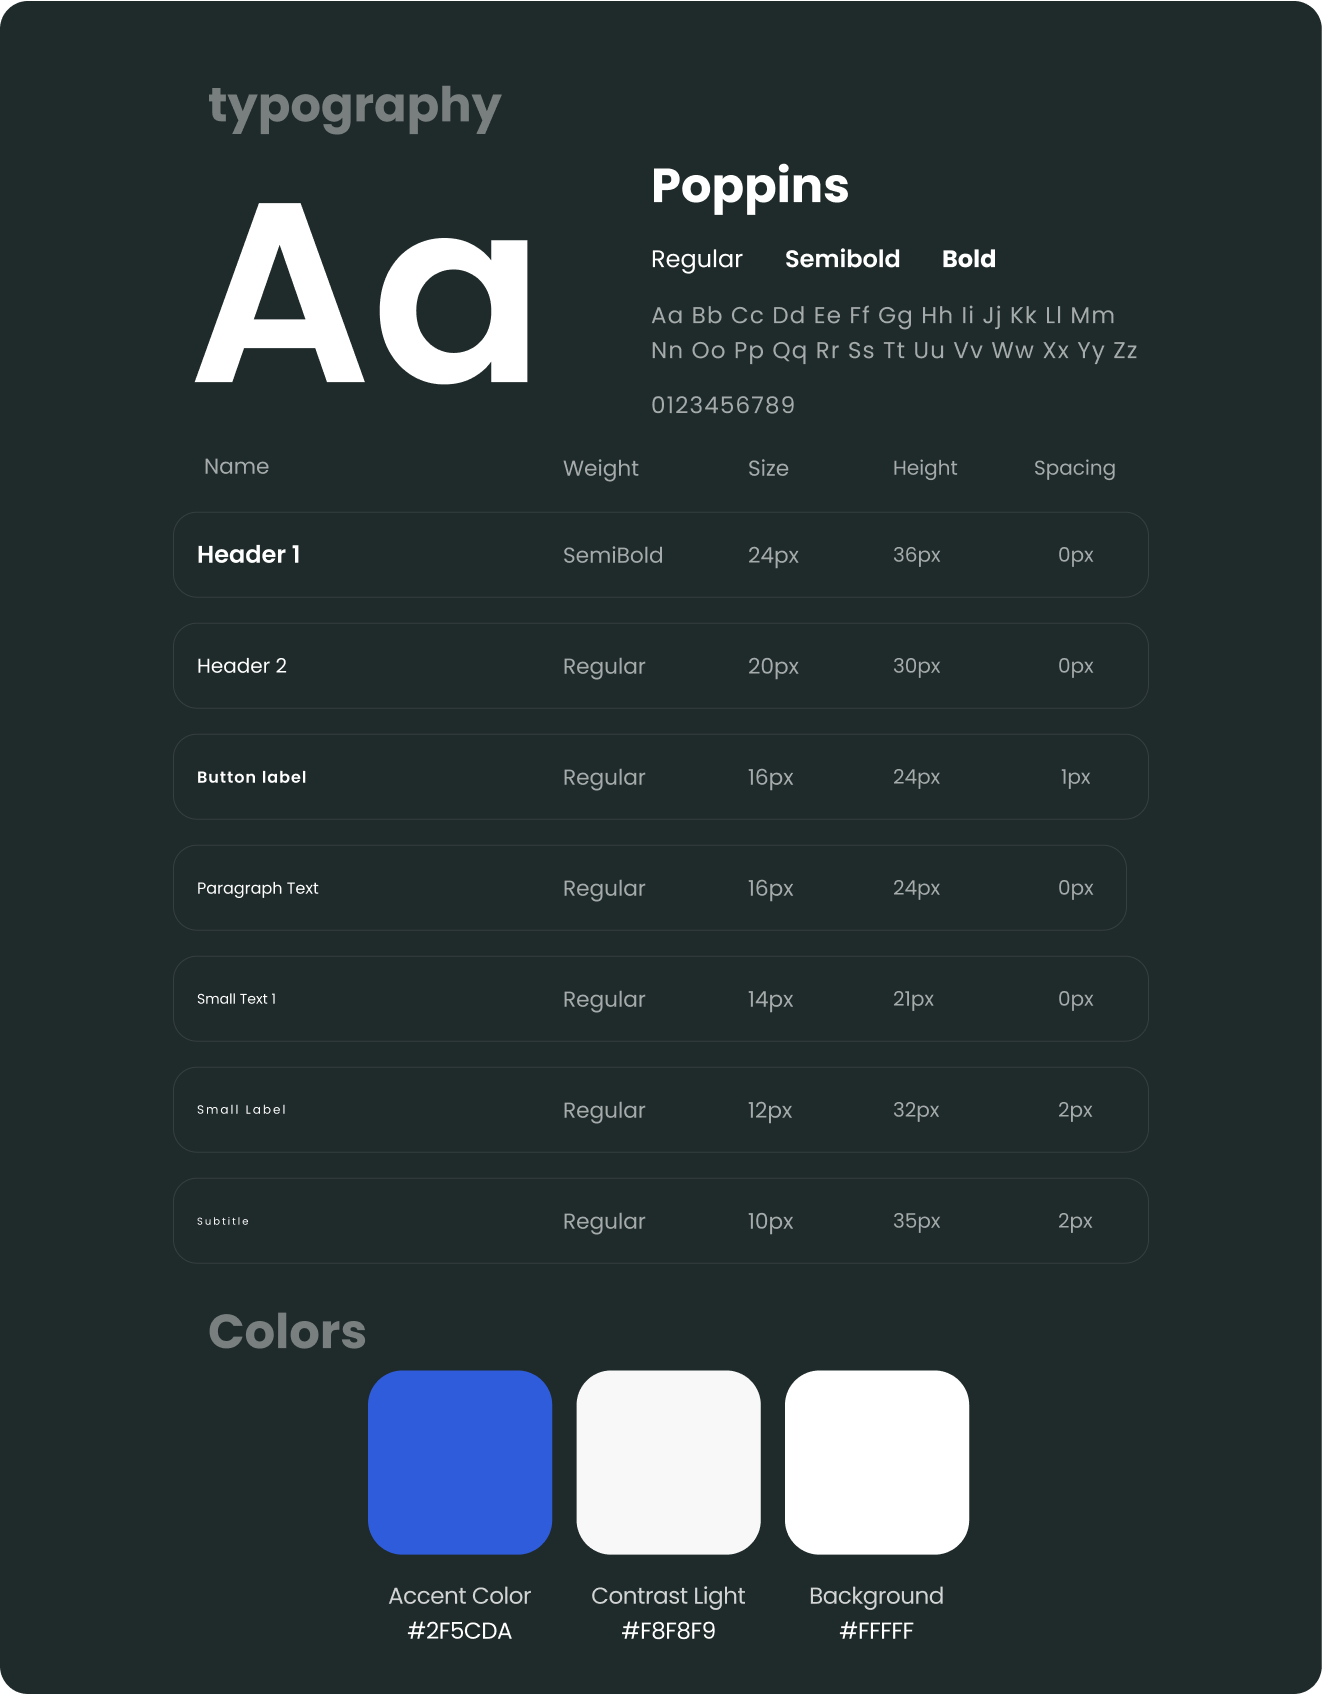 typography
Aa
Poppins
Regular Semibold Bold
Aa Bb Cc Dd Ee Ff Gg Hh Ii Jj Kk Ll Mm
Nn Oo Pp Qq Rr Ss Tt Uu Vv Ww Xx Yy Zz
0123456789
Name Weight Size Height Spacing
Header 1 SemiBold 24px 36px 0px
Header 2 Regular 20px 30px 0px
Button label Regular 16px 24px 1px
Paragraph Text Regular 16px 24px 0px
Small Text 1 Regular 14px 21px 0px
Small Label Regular 12px 32px 2px
Subtitle Regular 10px 35px 2px
Colors
Accent Color Contrast Light Background
#2F5CDA #F8F8F9 #FFFFF